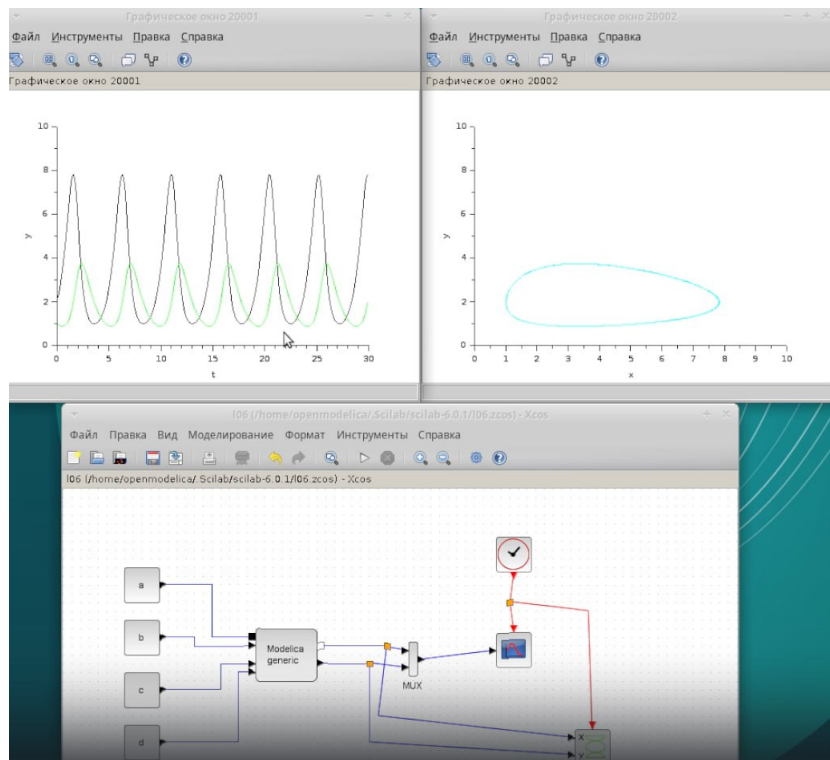 Графическое окно 20001
Файл Инструменты Правка Справка
Графическое окно 20001
10
8
6
4
2
0
y
0 5 10 15 20 25 30
t
Графическое окно 20002
Файл Инструменты Правка Справка
Графическое окно 20002
10
8
6
4
2
0
y
0 1 2 3 4 5 6 7 8 9 10
x
l06 (/home/openmodelica/.Scilab/scilab-6.0.1/l06.zcos) - Xcos
Файл Правка Вид Моделирование Формат Инструменты Справка
l06 (/home/openmodelica/.Scilab/scilab-6.0.1/l06.zcos) - Xcos
a
b
c
d
Modelica
generic
MUX
X
Y